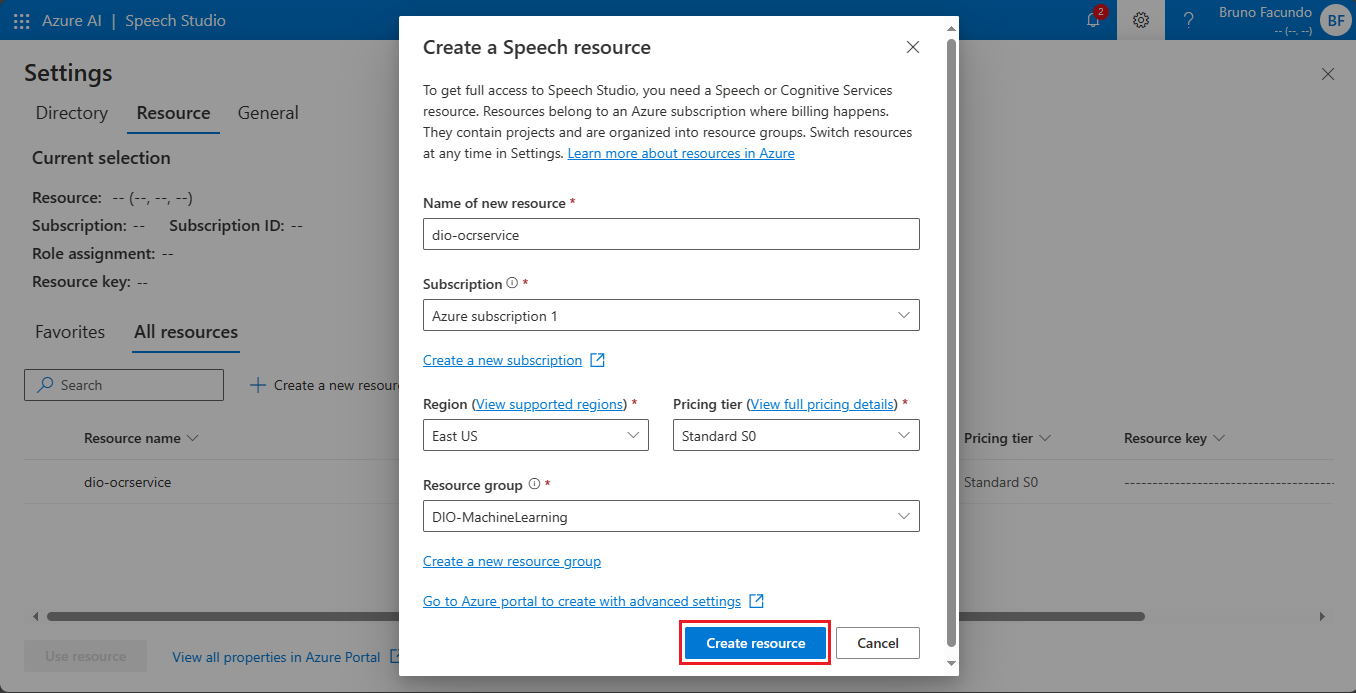 Azure AI | Speech Studio
2
?
Bruno Facundo
-- (--, --)
BF
Settings
Directory Resource General
Current selection
Resource: -- (--, --, --)
Subscription: -- Subscription ID: --
Role assignment: --
Resource key: --
Favorites All resources
Search
Create a new resourc
Resource name
Pricing tier
Resource key
dio-ocrservice
Standard S0
------------------------------------
Use resource
View all properties in Azure Portal
Create a Speech resource
To get full access to Speech Studio, you need a Speech or Cognitive Services
resource. Resources belong to an Azure subscription where billing happens.
They contain projects and are organized into resource groups. Switch resources
at any time in Settings. Learn more about resources in Azure
Name of new resource *
dio-ocrservice
Subscription *
Azure subscription 1
Create a new subscription
Region (View supported regions) *
Pricing tier (View full pricing details) *
East US
Standard S0
Resource group *
DIO-MachineLearning
Create a new resource group
Go to Azure portal to create with advanced settings
Create resource
Cancel